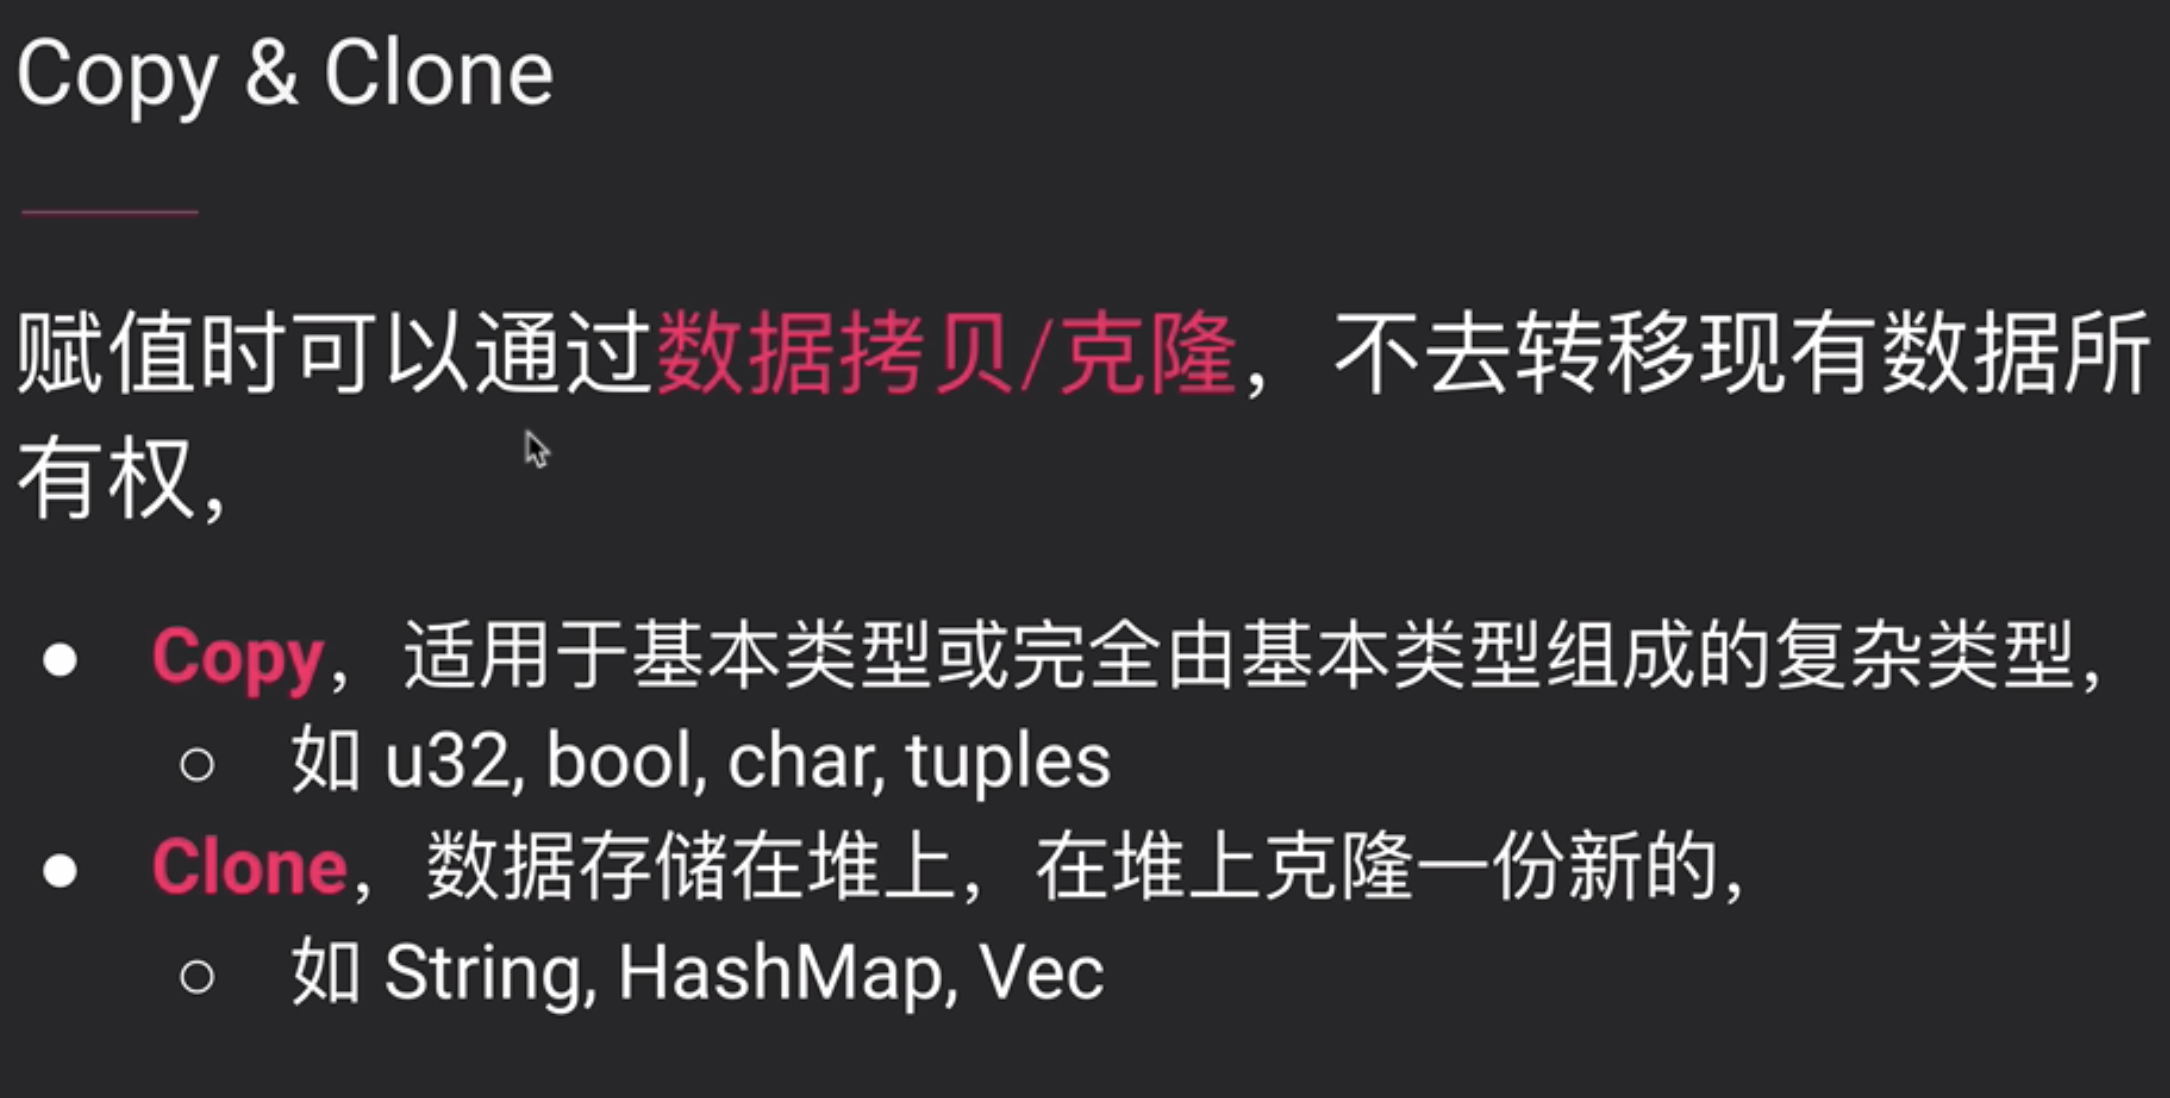 Copy & Clone
赋值时可以通过数据拷贝/克隆，不去转移现有数据所
有权，
● Copy，适用于基本类型或完全由基本类型组成的复杂类型，
○ 如 u32, bool, char, tuples
● Clone，数据存储在堆上，在堆上克隆一份新的，
○ 如 String, HashMap, Vec